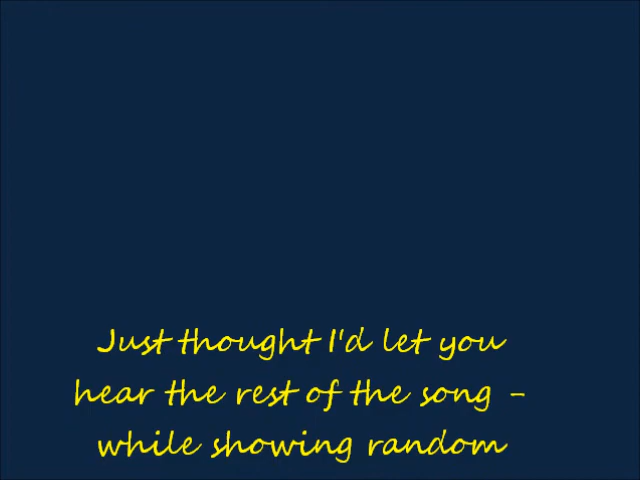 Just thought I'd let you
hear the rest of the song -
while showing random